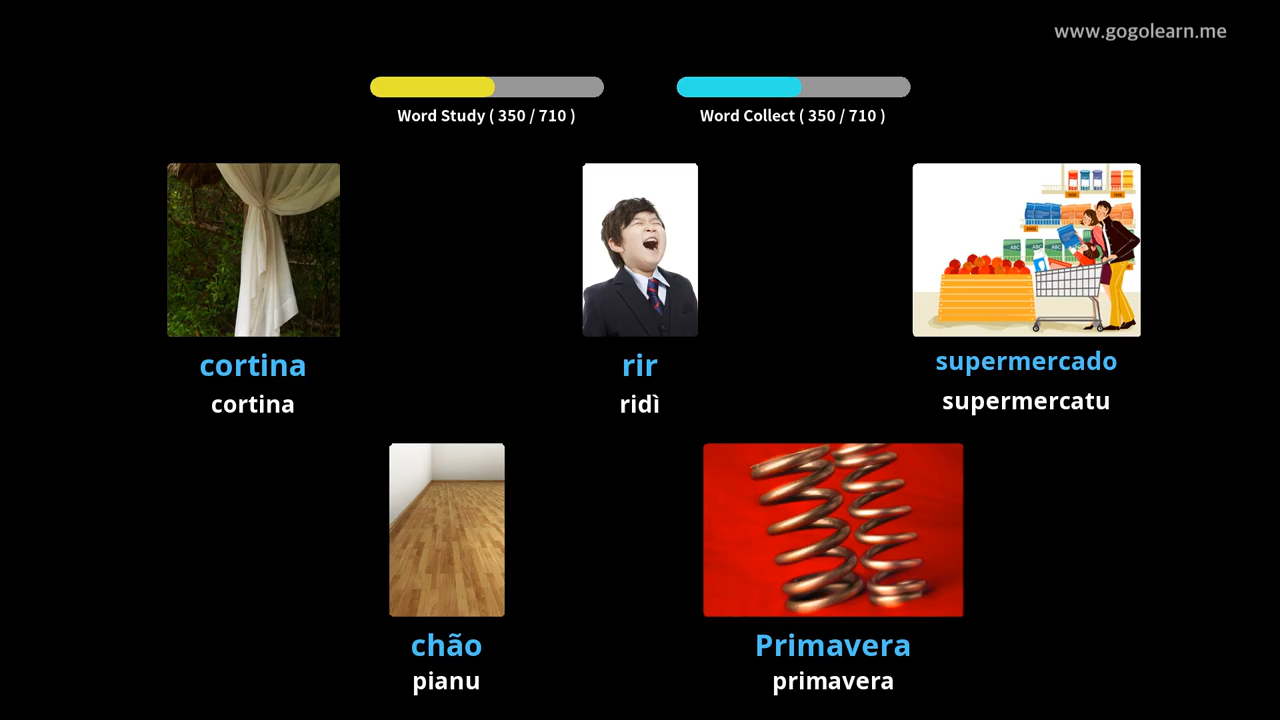 www.gogolearn.me
Word Study ( 350 / 710 )
Word Collect ( 350 / 710 )
cortina
cortina
rir
ridì
supermercado
supermercatu
chão
pianu
Primavera
primavera